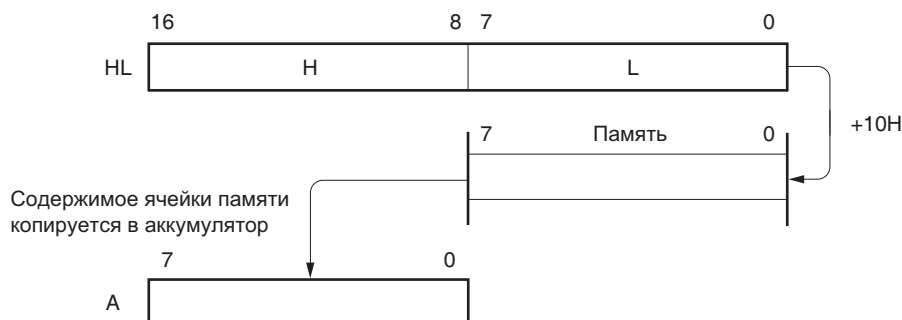 16 8 7 0
HL H L
+10H
7 Память 0
Содержимое ячейки памяти
копируется в аккумулятор
7 0
A